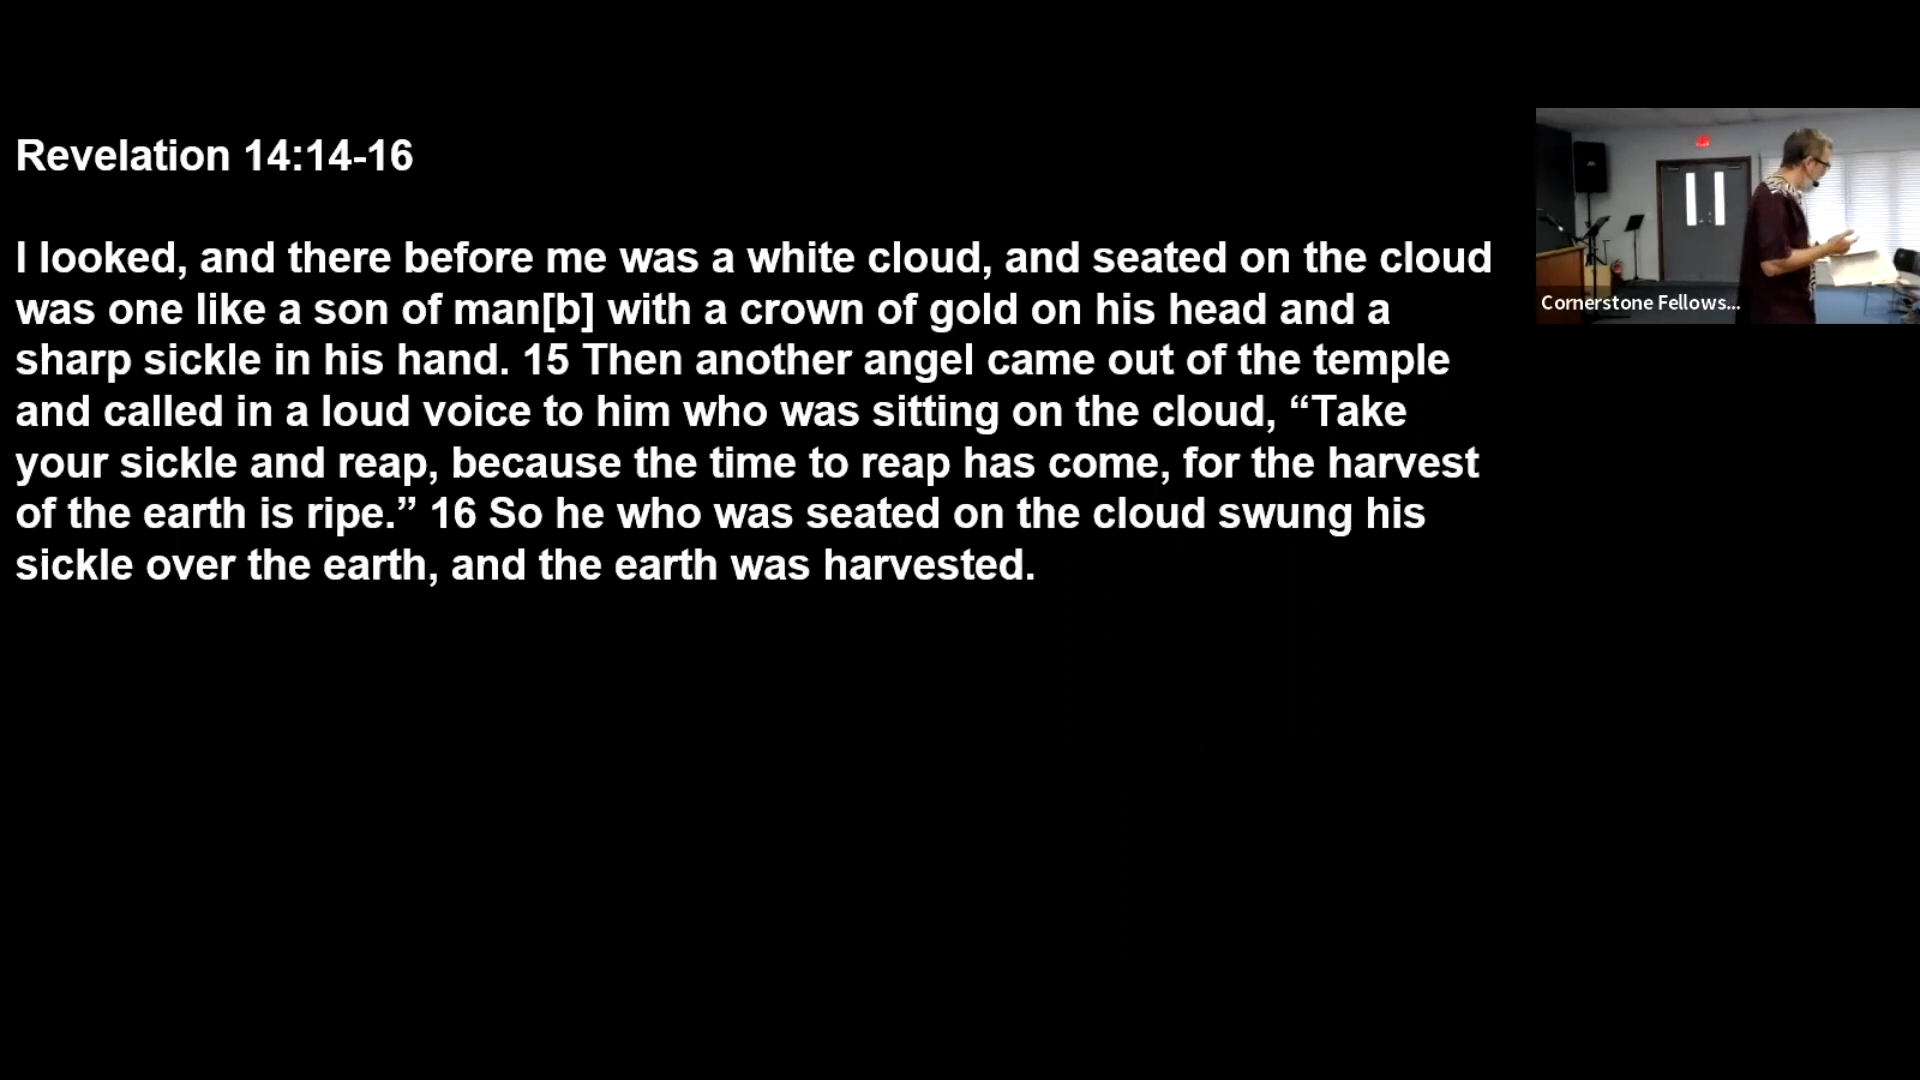 Revelation 14:14-16
I looked, and there before me was a white cloud, and seated on the cloud
was one like a son of man[b] with a crown of gold on his head and a
sharp sickle in his hand. 15 Then another angel came out of the temple
and called in a loud voice to him who was sitting on the cloud, “Take
your sickle and reap, because the time to reap has come, for the harvest
of the earth is ripe.” 16 So he who was seated on the cloud swung his
sickle over the earth, and the earth was harvested.
Cornerstone Fellows...